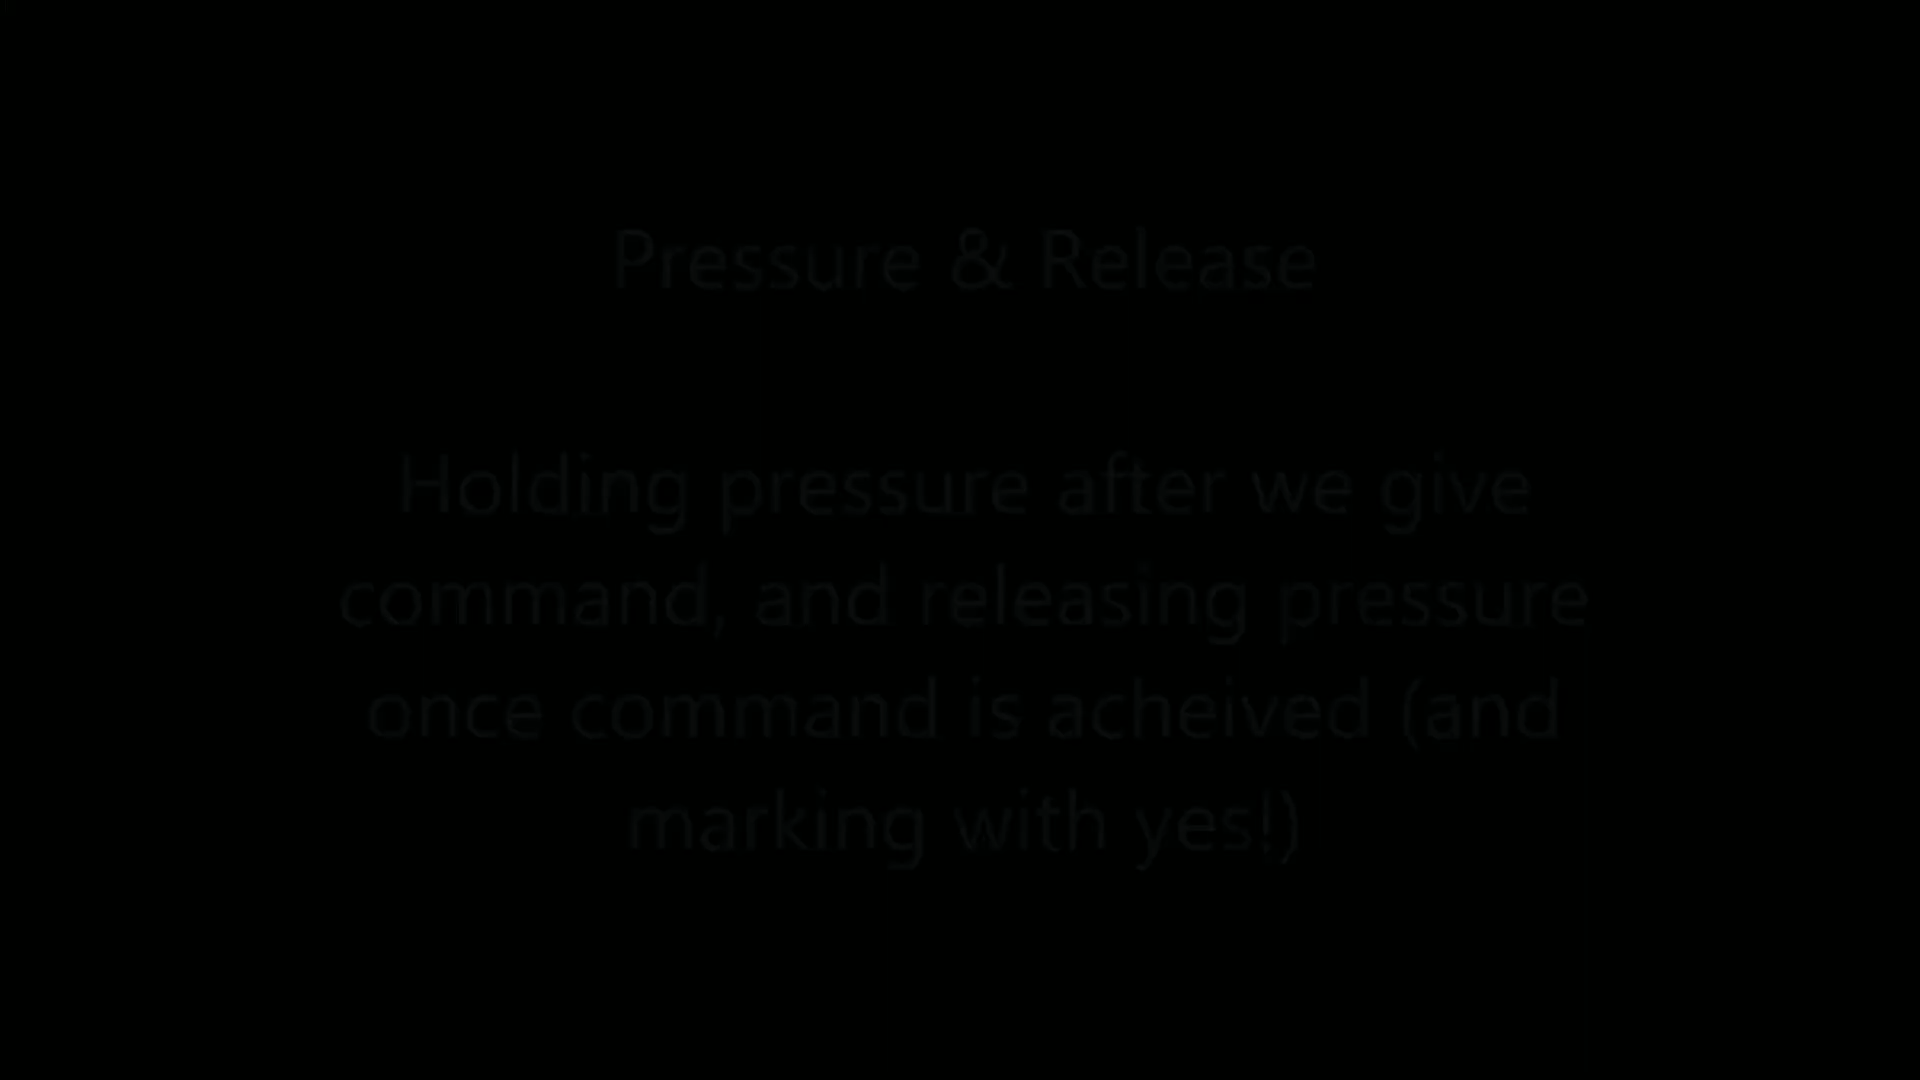 Pressure & Release
Holding pressure after we give
command, and releasing pressure
once command is acheived (and
marking with yes!)